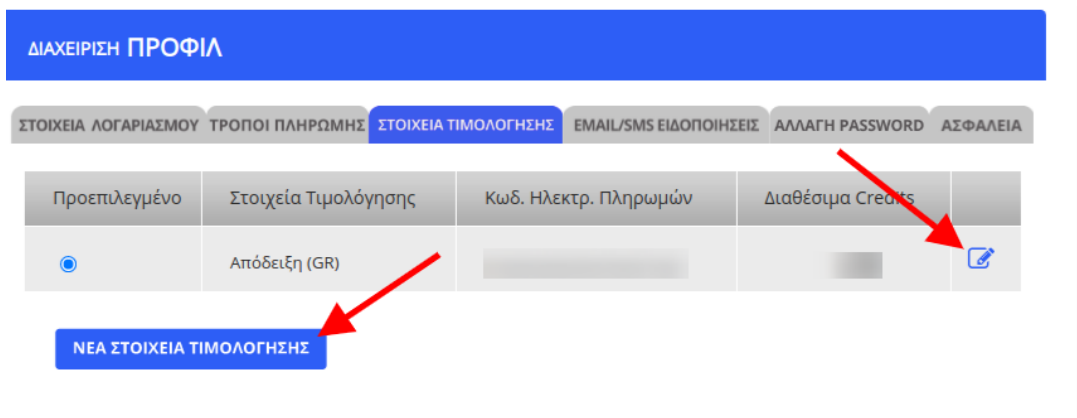 ΔΙΑΧΕΙΡΙΣΗ ΠΡΟΦΙΛ
ΣΤΟΙΧΕΙΑ ΛΟΓΑΡΙΑΣΜΟΥ ΤΡΟΠΟΙ ΠΛΗΡΩΜΗΣ ΣΤΟΙΧΕΙΑ ΤΙΜΟΛΟΓΗΣΗΣ EMAIL/SMS ΕΙΔΟΠΟΙΗΣΕΙΣ ΑΛΛΑΓΗ PASSWORD ΑΣΦΑΛΕΙΑ
Προεπιλεγμένο Στοιχεία Τιμολόγησης Κωδ. Ηλεκτρ. Πληρωμών Διαθέσιμα Credits
Απόδειξη (GR)
ΝΕΑ ΣΤΟΙΧΕΙΑ ΤΙΜΟΛΟΓΗΣΗΣ